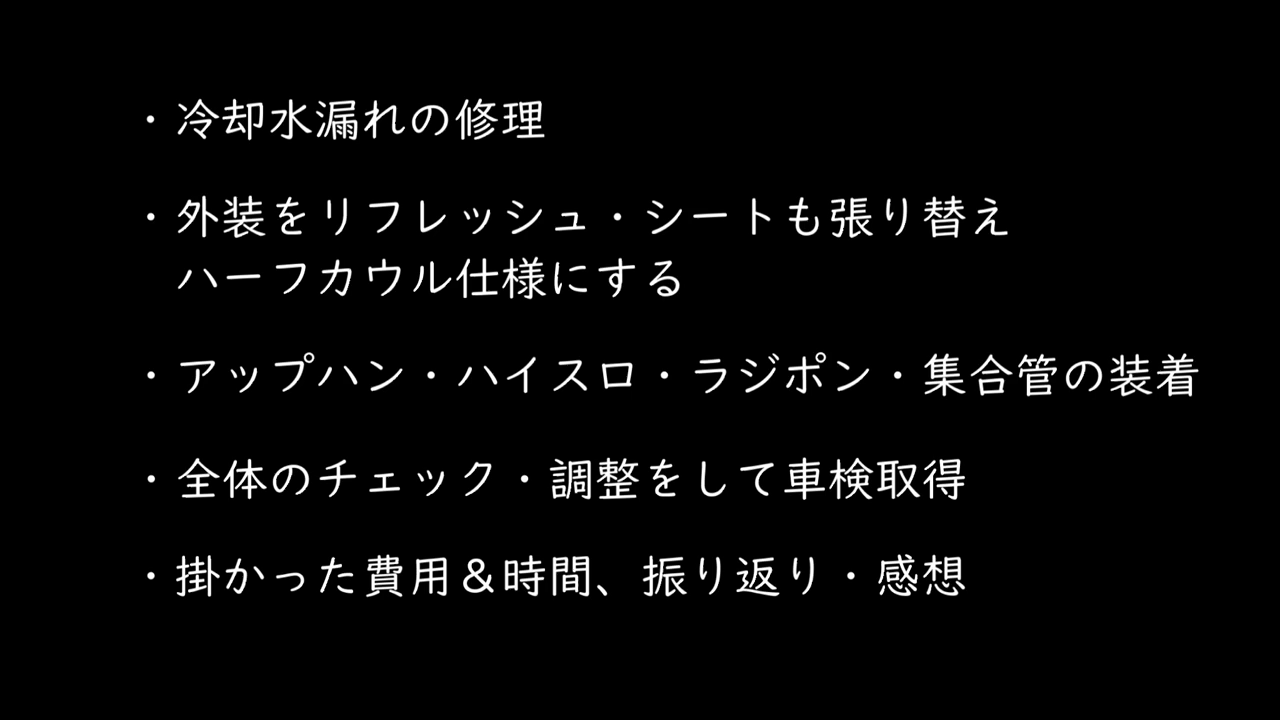 ・冷却水漏れの修理
・外装をリフレッシュ・シートも張り替え
ハーフカウル仕様にする
・アップハン・ハイスロ・ラジポン・集合管の装着
・全体のチェック・調整をして車検取得
・掛かった費用＆時間、振り返り・感想